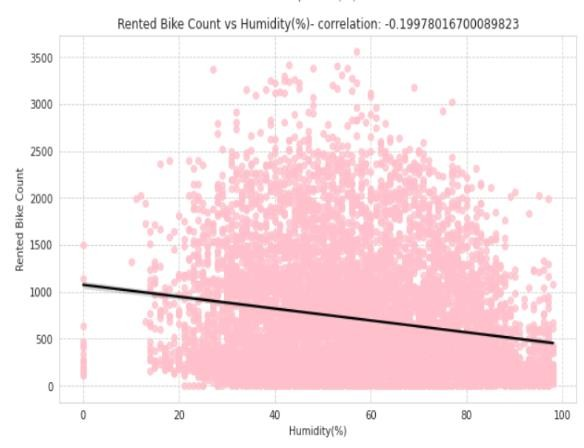 Rented Bike Count vs Humidity(%)- correlation: -0.19978016700089823
3500
3000
2500
2000
1500
1000
500
0
Rented Bike Count
0 20 40 60 80 100
Humidity(%)